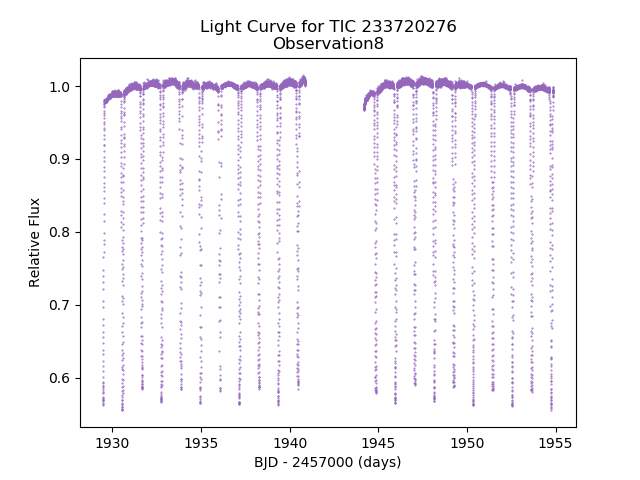 Light Curve for TIC 233720276
Observation8
Relative Flux
1.0
0.9
0.8
0.7
0.6
1930
1935
1940
1945
1950
1955
BJD - 2457000 (days)